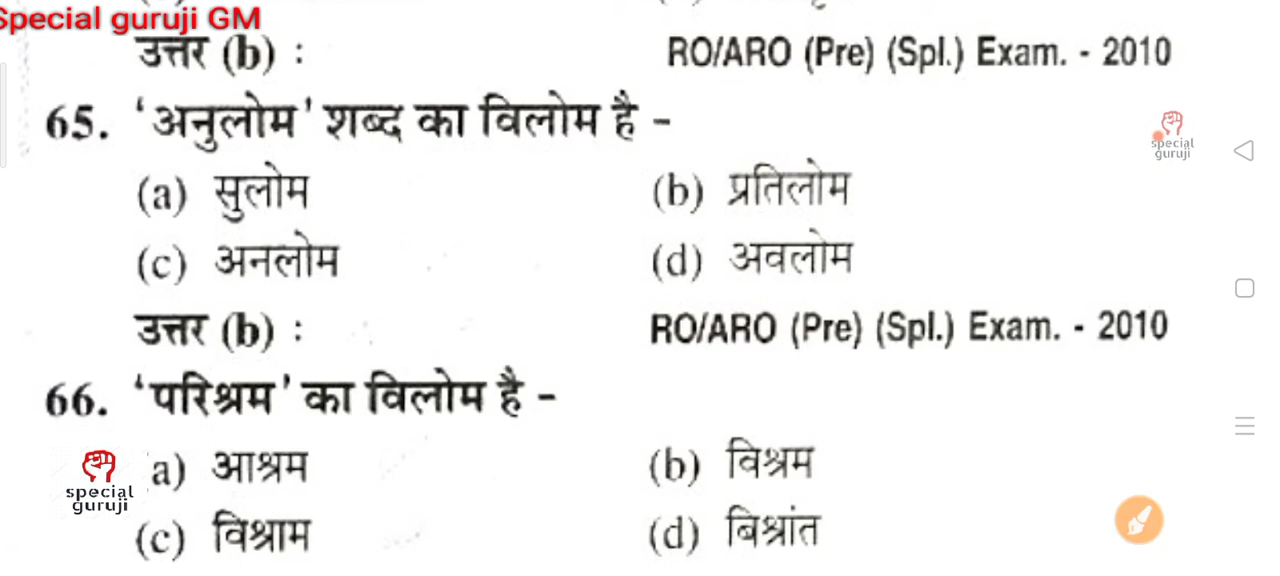 Special guruji GM
उत्तर (b) : RO/ARO (Pre) (Spl.) Exam. - 2010
65. 'अनुलोम' शब्द का विलोम है -
special
guruji
(a) सुलोम (b) प्रतिलोम
(c) अनलोम (d) अवलोम
उत्तर (b) : RO/ARO (Pre) (Spl.) Exam. - 2010
66. 'परिश्रम' का विलोम है -
a) आश्रम (b) विश्रम
special
guruji
(c) विश्राम (d) बिश्रांत